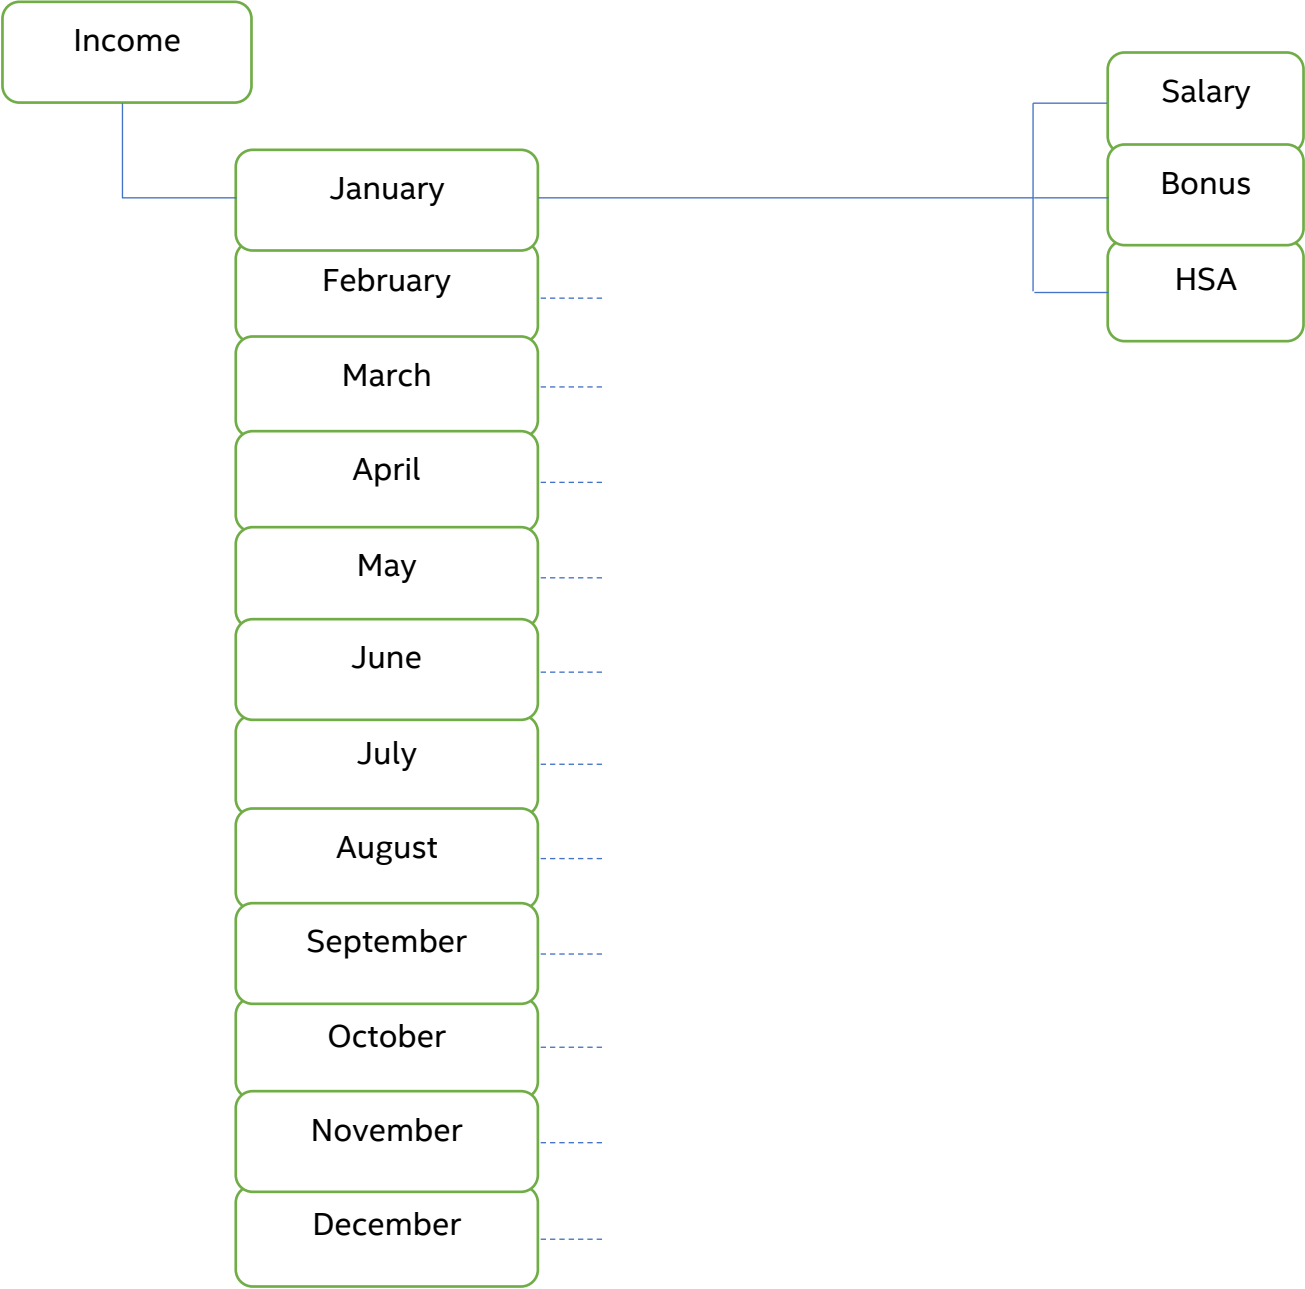 Income
Salary
January
Bonus
February
HSA
March
April
May
June
July
August
September
October
November
December